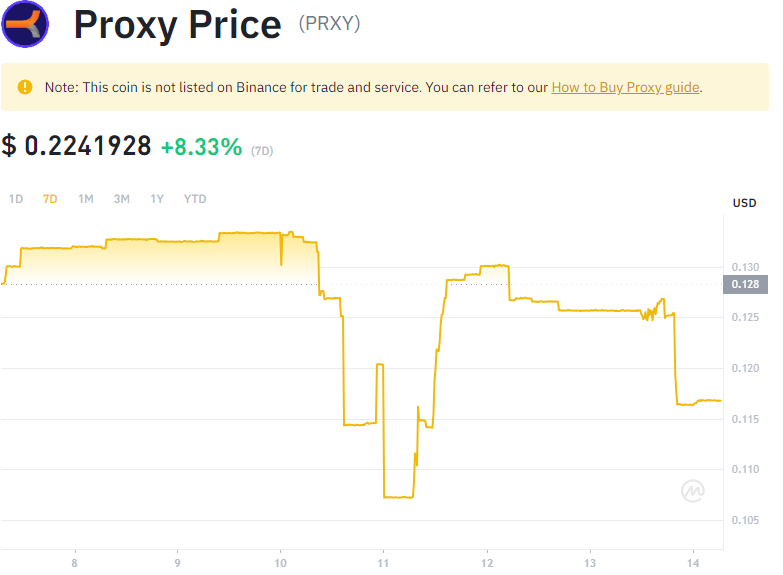 Proxy Price (PRXY)
Note: This coin is not listed on Binance for trade and service. You can refer to our How to Buy Proxy guide.
$ 0.2241928 +8.33% (7D)
1D 7D 1M 3M 1Y YTD
USD
0.130
0.128
0.125
0.120
0.115
0.110
0.105
8 9 10 11 12 13 14